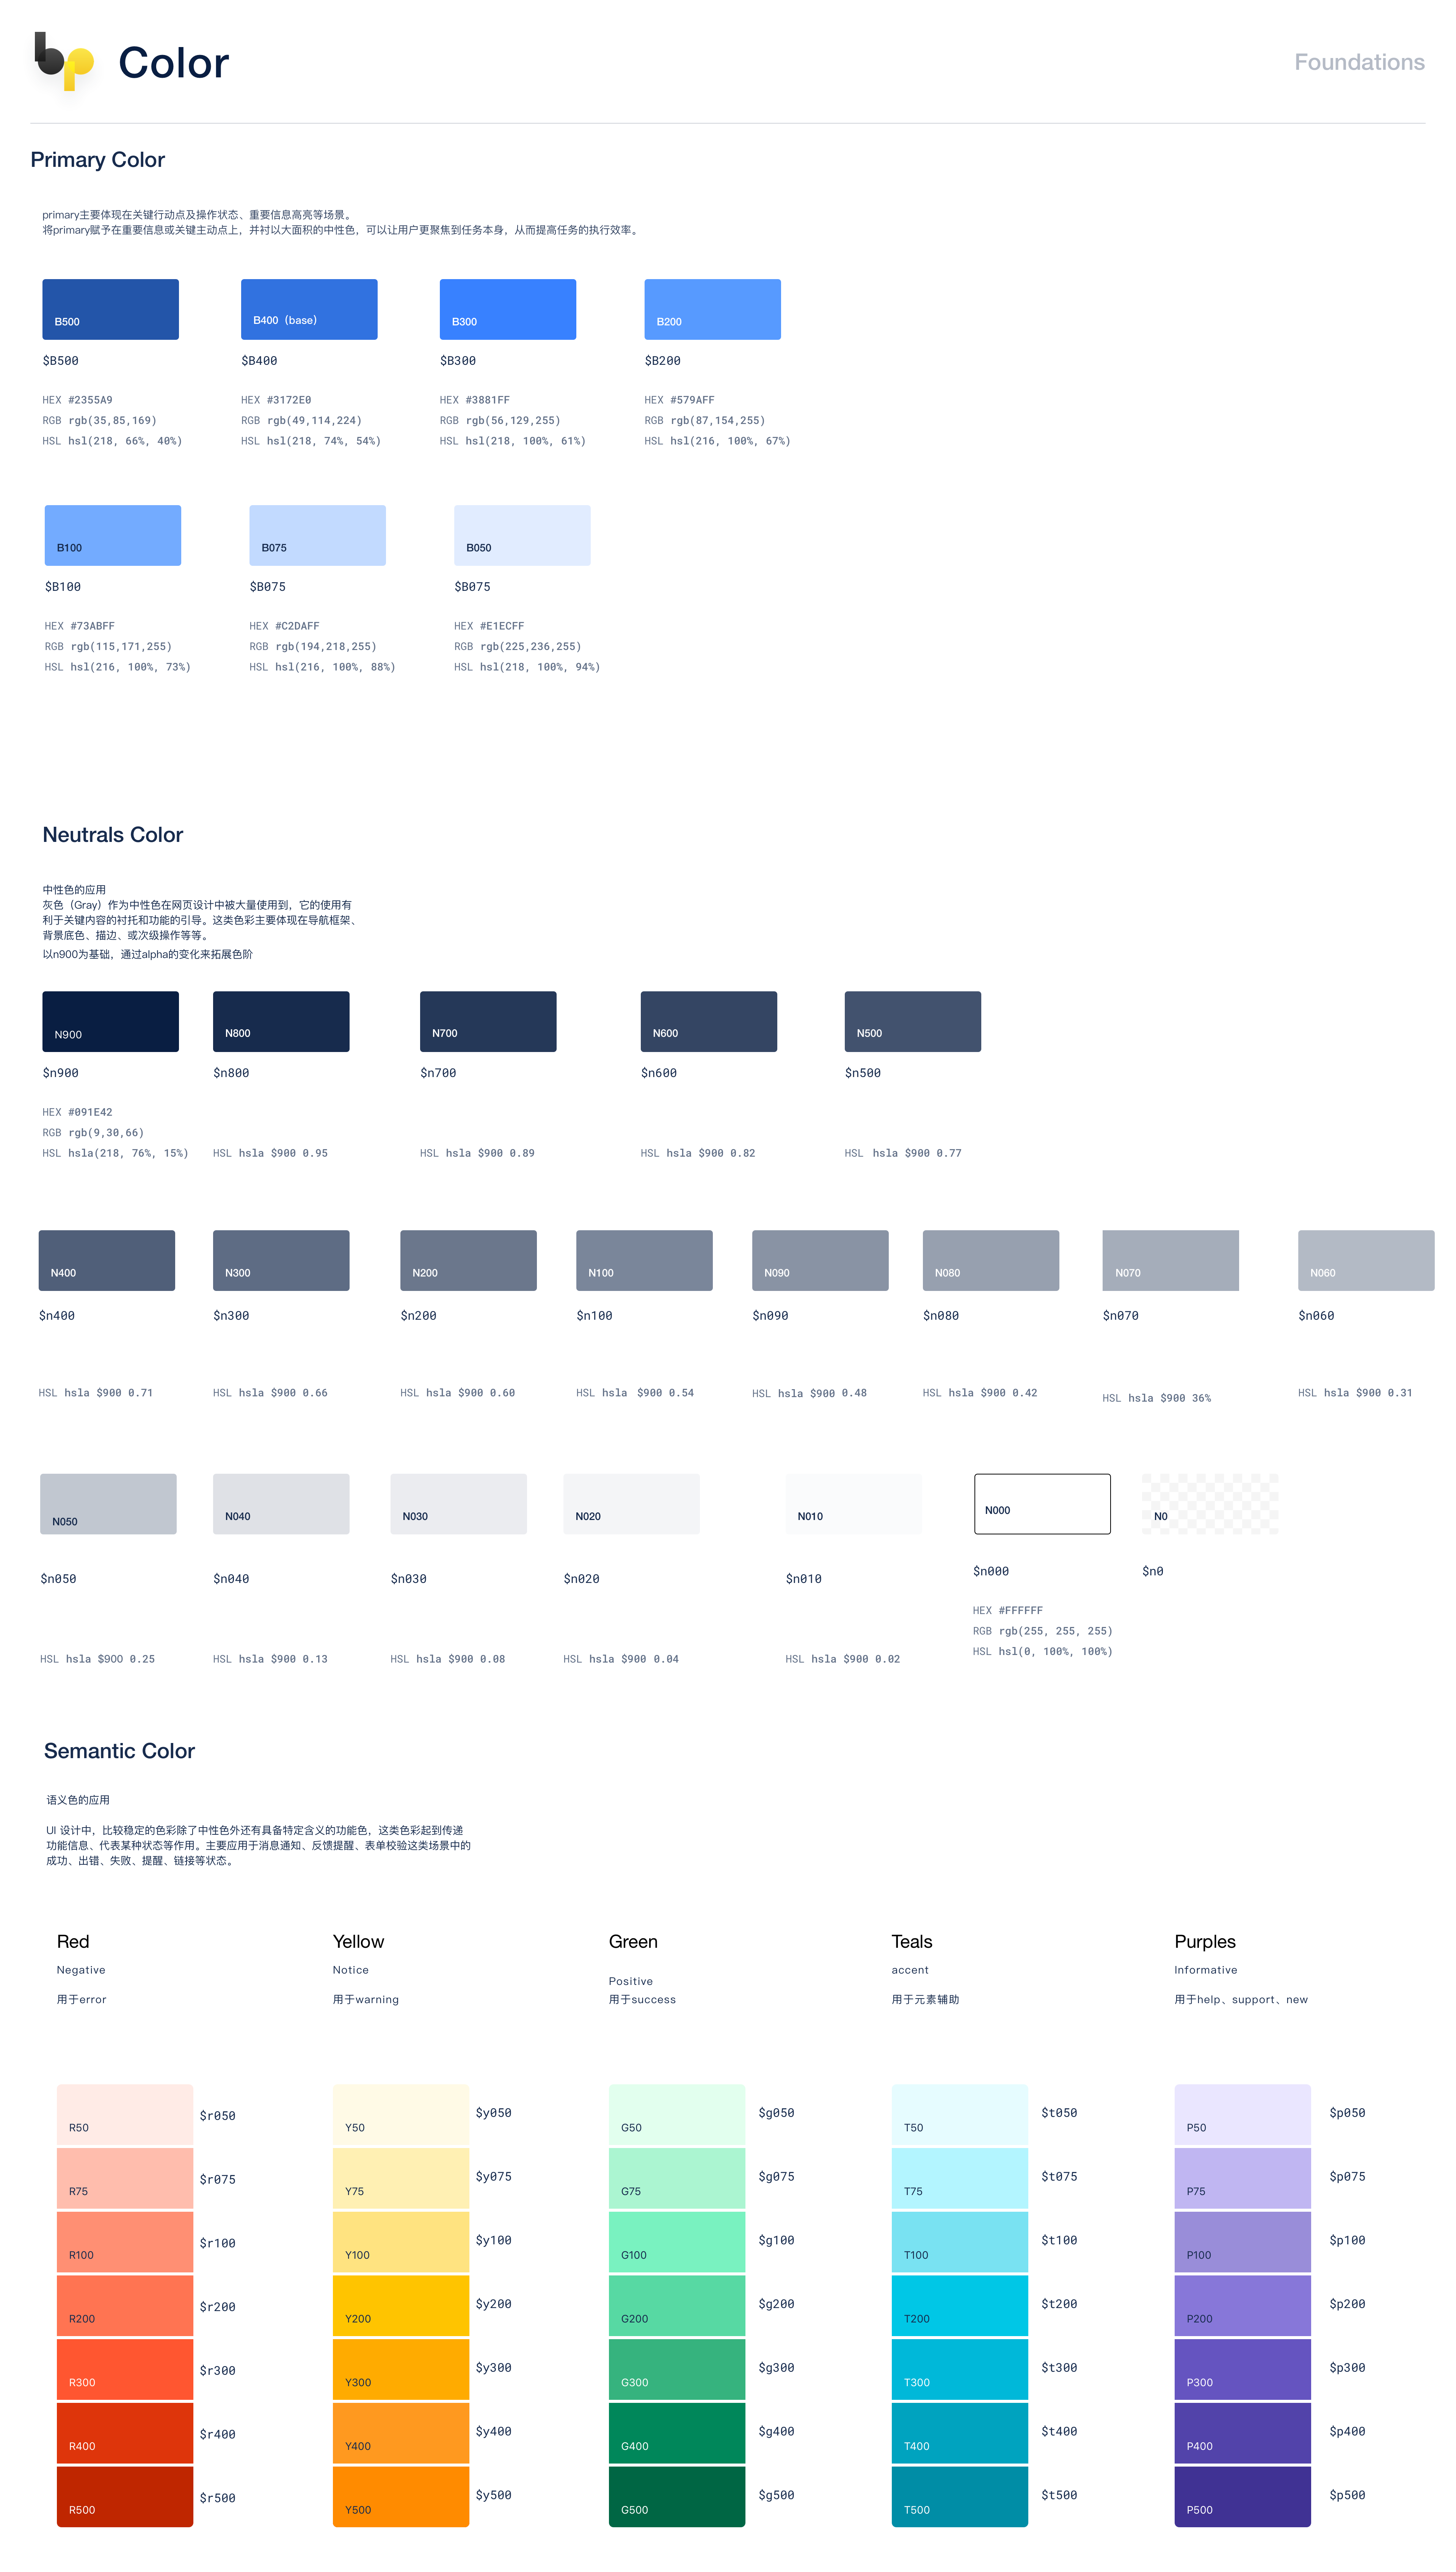 bp
Color
Foundations
Primary Color
primary主要体现在关键行动点及操作状态、重要信息高亮等场景。
将primary赋予在重要信息或关键主动点上，并衬以大面积的中性色，可以让用户更聚焦到任务本身，从而提高任务的执行效率。
B500
B400（base）
B300
B200
$B500
$B400
$B300
$B200
HEX #2355A9
HEX #3172E0
HEX #3881FF
HEX #579AFF
RGB rgb(35,85,169)
RGB rgb(49,114,224)
RGB rgb(56,129,255)
RGB rgb(87,154,255)
HSL hsl(218, 66%, 40%)
HSL hsl(218, 74%, 54%)
HSL hsl(218, 100%, 61%)
HSL hsl(216, 100%, 67%)
B100
B075
B050
$B100
$B075
$B075
HEX #73ABFF
HEX #C2DAFF
HEX #E1ECFF
RGB rgb(115,171,255)
RGB rgb(194,218,255)
RGB rgb(225,236,255)
HSL hsl(216, 100%, 73%)
HSL hsl(216, 100%, 88%)
HSL hsl(218, 100%, 94%)
Neutrals Color
中性色的应用
灰色（Gray）作为中性色在网页设计中被大量使用到，它的使用有
利于关键内容的衬托和功能的引导。这类色彩主要体现在导航框架、
背景底色、描边、或次级操作等等。
以n900为基础，通过alpha的变化来拓展色阶
N900
N800
N700
N600
N500
$n900
$n800
$n700
$n600
$n500
HEX #091E42
RGB rgb(9,30,66)
HSL hsla(218, 76%, 15%)
HSL hsla $900 0.95
HSL hsla $900 0.89
HSL hsla $900 0.82
HSL hsla $900 0.77
N400
N300
N200
N100
N090
N080
N070
N060
$n400
$n300
$n200
$n100
$n090
$n080
$n070
$n060
HSL hsla $900 0.71
HSL hsla $900 0.66
HSL hsla $900 0.60
HSL hsla $900 0.54
HSL hsla $900 0.48
HSL hsla $900 0.42
HSL hsla $900 36%
HSL hsla $900 0.31
N050
N040
N030
N020
N010
N000
N0
$n050
$n040
$n030
$n020
$n010
$n000
$n0
HEX #FFFFFF
RGB rgb(255, 255, 255)
HSL hsl(0, 100%, 100%)
HSL hsla $900 0.25
HSL hsla $900 0.13
HSL hsla $900 0.08
HSL hsla $900 0.04
HSL hsla $900 0.02
Semantic Color
语义色的应用
UI 设计中，比较稳定的色彩除了中性色外还有具备特定含义的功能色，这类色彩起到传递
功能信息、代表某种状态等作用。主要应用于消息通知、反馈提醒、表单校验这类场景中的
成功、出错、失败、提醒、链接等状态。
Red
Negative
用于error
Yellow
Notice
用于warning
Green
Positive
用于success
Teals
accent
用于元素辅助
Purples
Informative
用于help、support、new
R50
$r050
R75
$r075
R100
$r100
R200
$r200
R300
$r300
R400
$r400
R500
$r500
Y50
$y050
Y75
$y075
Y100
$y100
Y200
$y200
Y300
$y300
Y400
$y400
Y500
$y500
G50
$g050
G75
$g075
G100
$g100
G200
$g200
G300
$g300
G400
$g400
G500
$g500
T50
$t050
T75
$t075
T100
$t100
T200
$t200
T300
$t300
T400
$t400
T500
$t500
P50
$p050
P75
$p075
P100
$p100
P200
$p200
P300
$p300
P400
$p400
P500
$p500